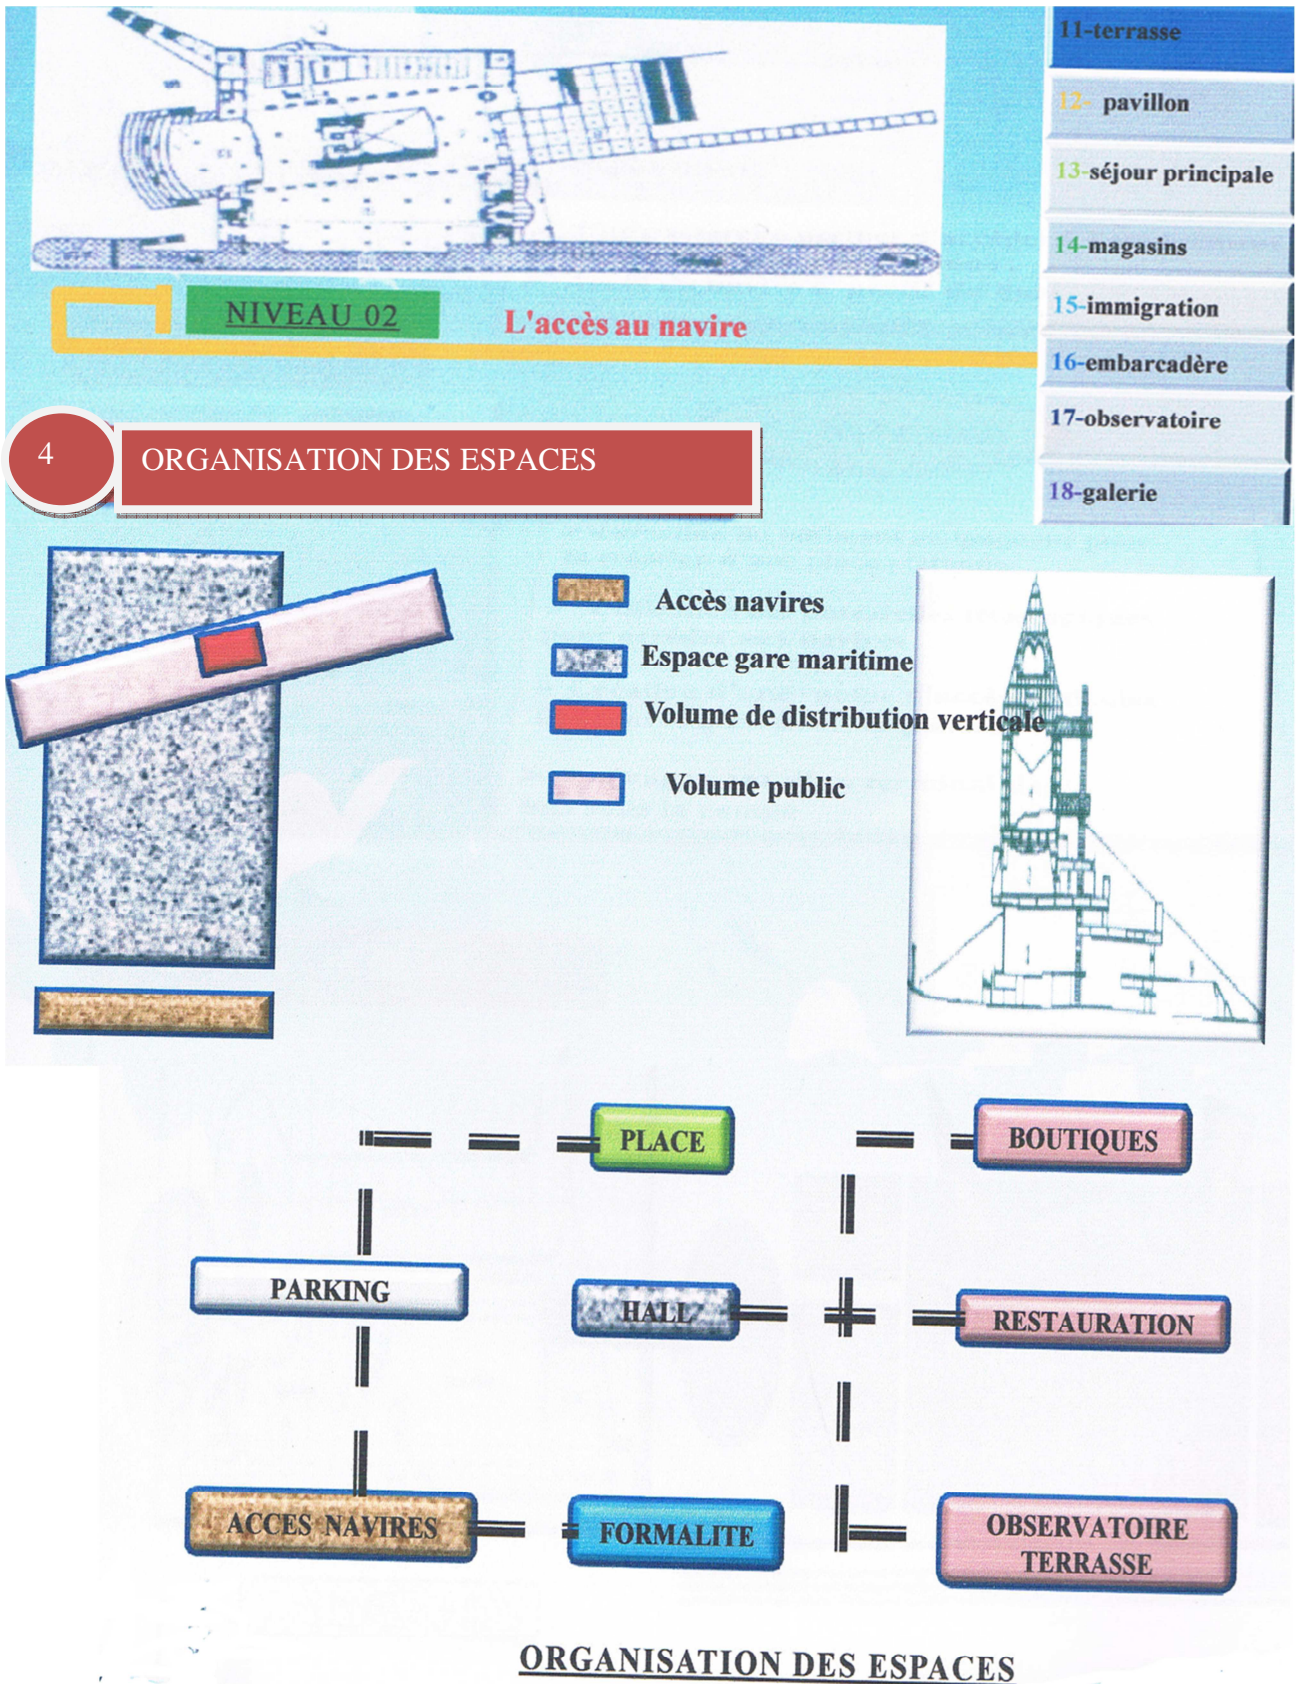 11-terrasse
12- pavillon
13-séjour principale
14-magasins
15-immigration
16-embarcadère
17-observatoire
18-galerie
NIVEAU 02
L'accès au navire
4
ORGANISATION DES ESPACES
Accès navires
Espace gare maritime
Volume de distribution verticale
Volume public
PLACE
BOUTIQUES
PARKING
HALL
RESTAURATION
ACCES NAVIRES
FORMALITE
OBSERVATOIRE
TERRASSE
ORGANISATION DES ESPACES